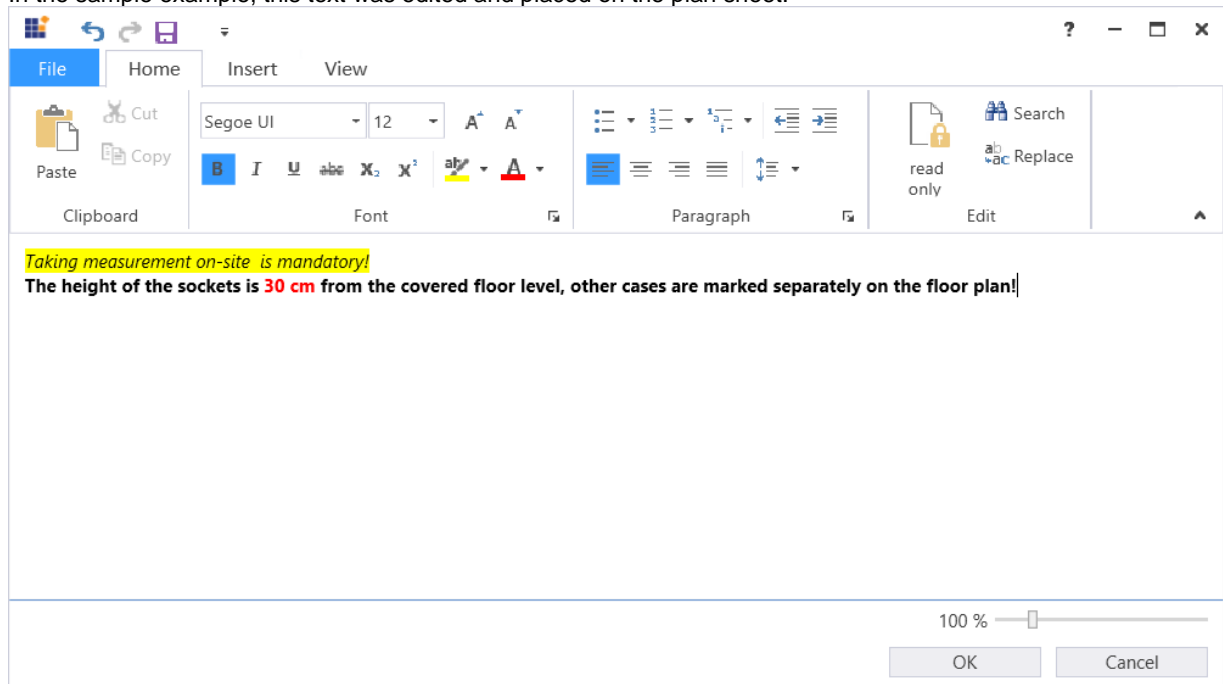 In the sample example, this text was edited and placed on the plan sheet.
?
File Home Insert View
Cut
Segoe UI 12 A A
Search
Copy
Paste
B I U abc X₂ X² aby A
read only
ab ac Replace
Clipboard Font Paragraph Edit
Taking measurement on-site  is mandatory!
The height of the sockets is 30 cm from the covered floor level, other cases are marked separately on the floor plan!
100 %
OK Cancel